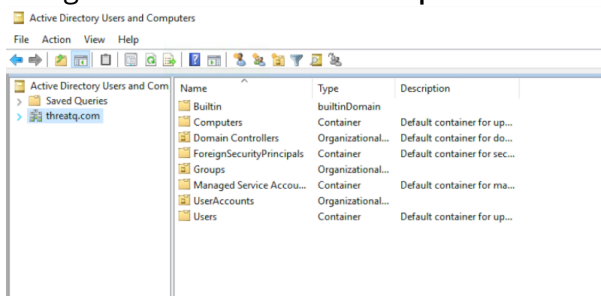 Active Directory Users and Computers
File Action View Help
Active Directory Users and Com
Saved Queries
threatq.com
Name Type Description
Builtin builtinDomain
Computers Container Default container for up...
Domain Controllers Organizational... Default container for do...
ForeignSecurityPrincipals Container Default container for sec...
Groups Organizational...
Managed Service Accou... Container Default container for ma...
UserAccounts Organizational...
Users Container Default container for up...